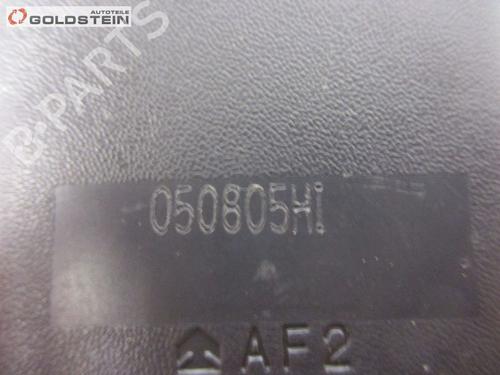 AUTOTEILE
GOLDSTEIN
B-PARTS
050805Hi
AF2